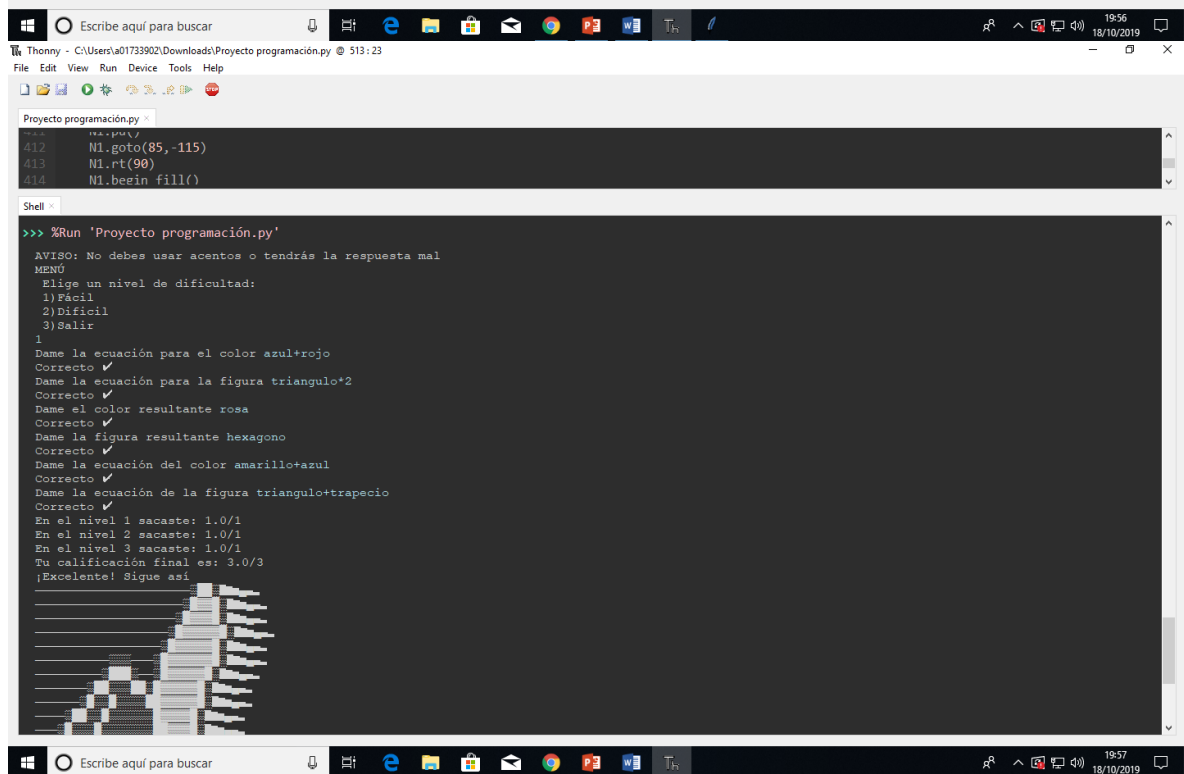 Escribe aquí para buscar
19:56
18/10/2019
Thonny - C:\Users\a01733902\Downloads\Proyecto programación.py @ 513:23
File Edit View Run Device Tools Help
STOP
Proyecto programación.py
411 N1.pu()
412 N1.goto(85,-115)
413 N1.rt(90)
414 N1.begin_fill()
Shell
>>> %Run 'Proyecto programación.py'
AVISO: No debes usar acentos o tendrás la respuesta mal
MENÚ
Elige un nivel de dificultad:
1)Fácil
2)Dificil
3)Salir
1
Dame la ecuación para el color azul+rojo
Correcto ✔
Dame la ecuación para la figura triangulo*2
Correcto ✔
Dame el color resultante rosa
Correcto ✔
Dame la figura resultante hexagono
Correcto ✔
Dame la ecuación del color amarillo+azul
Correcto ✔
Dame la ecuación de la figura triangulo+trapecio
Correcto ✔
En el nivel 1 sacaste: 1.0/1
En el nivel 2 sacaste: 1.0/1
En el nivel 3 sacaste: 1.0/1
Tu calificación final es: 3.0/3
¡Excelente! Sigue así
Escribe aquí para buscar
19:57
18/10/2019